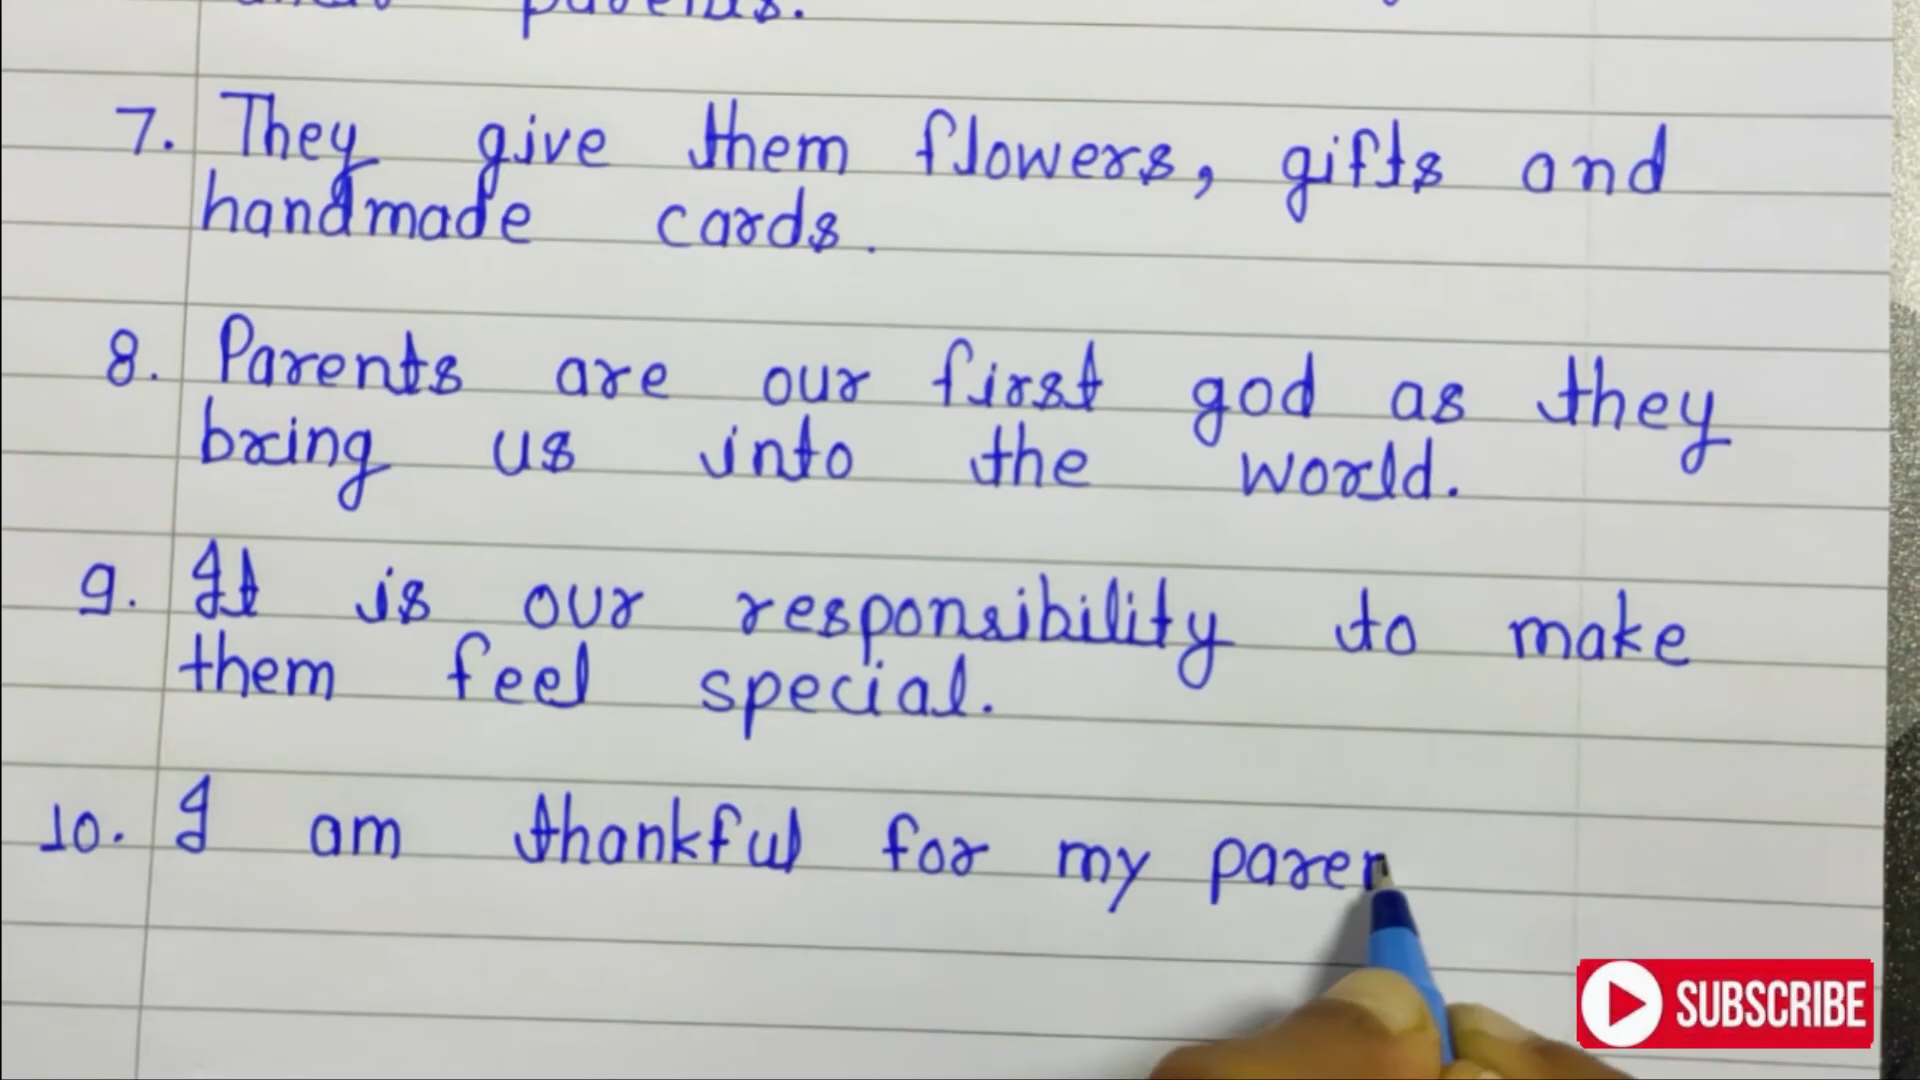 parents.
7. They give them flowers, gifts and
handmade cards.
8. Parents are our first god as they
bring us into the world.
9. It is our responsibility to make
them feel special.
10. I am thankful for my paren
SUBSCRIBE